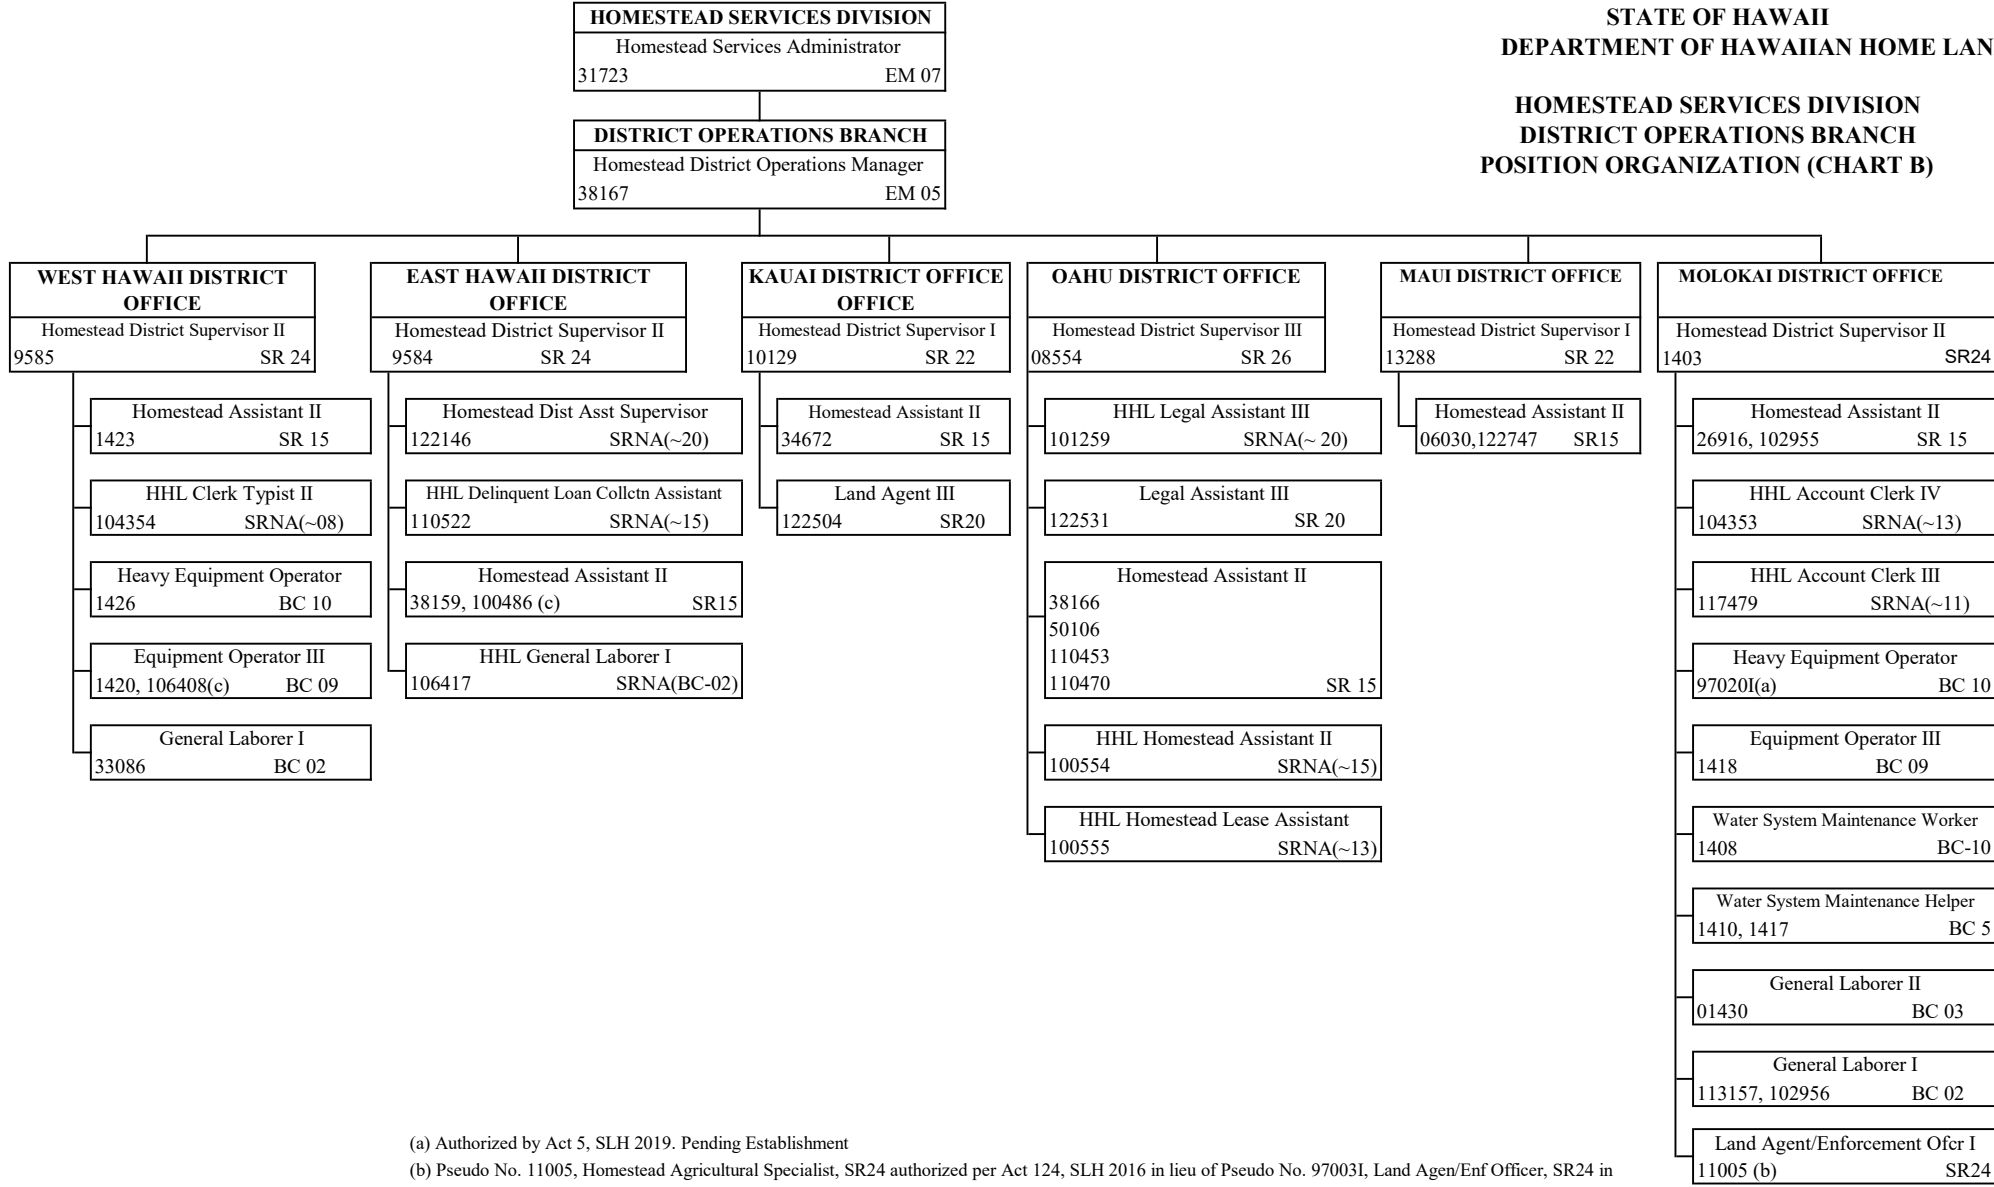 HOMESTEAD SERVICES DIVISION
Homestead Services Administrator
31723 EM 07
DISTRICT OPERATIONS BRANCH
Homestead District Operations Manager
38167 EM 05
STATE OF HAWAII
DEPARTMENT OF HAWAIIAN HOME LAN
HOMESTEAD SERVICES DIVISION
DISTRICT OPERATIONS BRANCH
POSITION ORGANIZATION (CHART B)
WEST HAWAII DISTRICT
OFFICE
Homestead District Supervisor II
9585 SR 24
Homestead Assistant II
1423 SR 15
HHL Clerk Typist II
104354 SRNA(~08)
Heavy Equipment Operator
1426 BC 10
Equipment Operator III
1420, 106408(c) BC 09
General Laborer I
33086 BC 02
EAST HAWAII DISTRICT
OFFICE
Homestead District Supervisor II
9584 SR 24
Homestead Dist Asst Supervisor
122146 SRNA(~20)
HHL Delinquent Loan Collctn Assistant
110522 SRNA(~15)
Homestead Assistant II
38159, 100486 (c) SR15
HHL General Laborer I
106417 SRNA(BC-02)
KAUAI DISTRICT OFFICE
OFFICE
Homestead District Supervisor I
10129 SR 22
Homestead Assistant II
34672 SR 15
Land Agent III
122504 SR20
OAHU DISTRICT OFFICE
Homestead District Supervisor III
08554 SR 26
HHL Legal Assistant III
101259 SRNA(~ 20)
Legal Assistant III
122531 SR 20
Homestead Assistant II
38166
50106
110453
110470 SR 15
HHL Homestead Assistant II
100554 SRNA(~15)
HHL Homestead Lease Assistant
100555 SRNA(~13)
MAUI DISTRICT OFFICE
Homestead District Supervisor I
13288 SR 22
Homestead Assistant II
06030,122747 SR15
MOLOKAI DISTRICT OFFICE
Homestead District Supervisor II
1403 SR24
Homestead Assistant II
26916, 102955 SR 15
HHL Account Clerk IV
104353 SRNA(~13)
HHL Account Clerk III
117479 SRNA(~11)
Heavy Equipment Operator
97020I(a) BC 10
Equipment Operator III
1418 BC 09
Water System Maintenance Worker
1408 BC-10
Water System Maintenance Helper
1410, 1417 BC 5
General Laborer II
01430 BC 03
General Laborer I
113157, 102956 BC 02
Land Agent/Enforcement Ofcr I
11005 (b) SR24
(a) Authorized by Act 5, SLH 2019. Pending Establishment
(b) Pseudo No. 11005, Homestead Agricultural Specialist, SR24 authorized per Act 124, SLH 2016 in lieu of Pseudo No. 97003I, Land Agen/Enf Officer, SR24 in